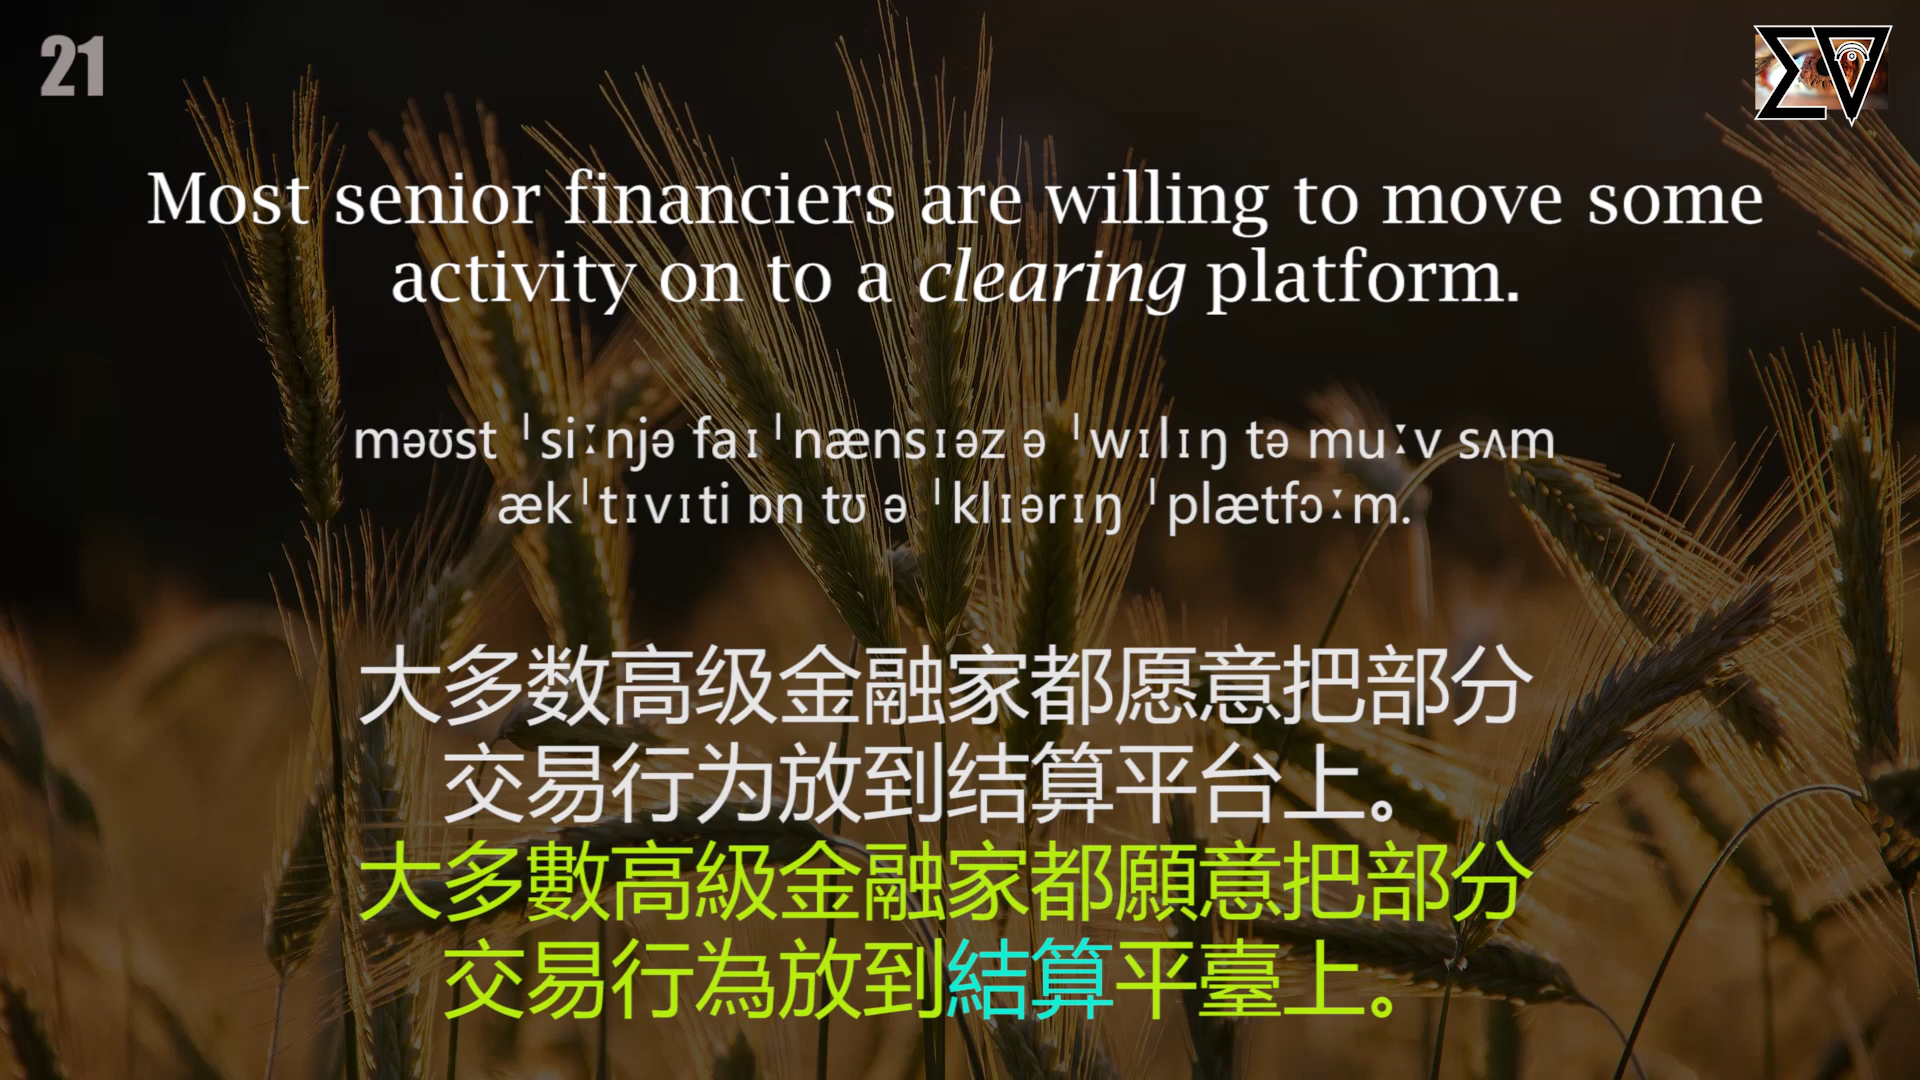 21
Most senior financiers are willing to move some
activity on to a clearing platform.
məʊst ˈsiːnjə faɪˈnænsɪəz ə ˈwɪlɪŋ tə muːv sʌm
ækˈtɪvɪti ɒn tʊ ə ˈklɪərɪŋ ˈplætfɔːm.
大多数高级金融家都愿意把部分
交易行为放到结算平台上。
大多數高級金融家都願意把部分
交易行為放到結算平臺上。